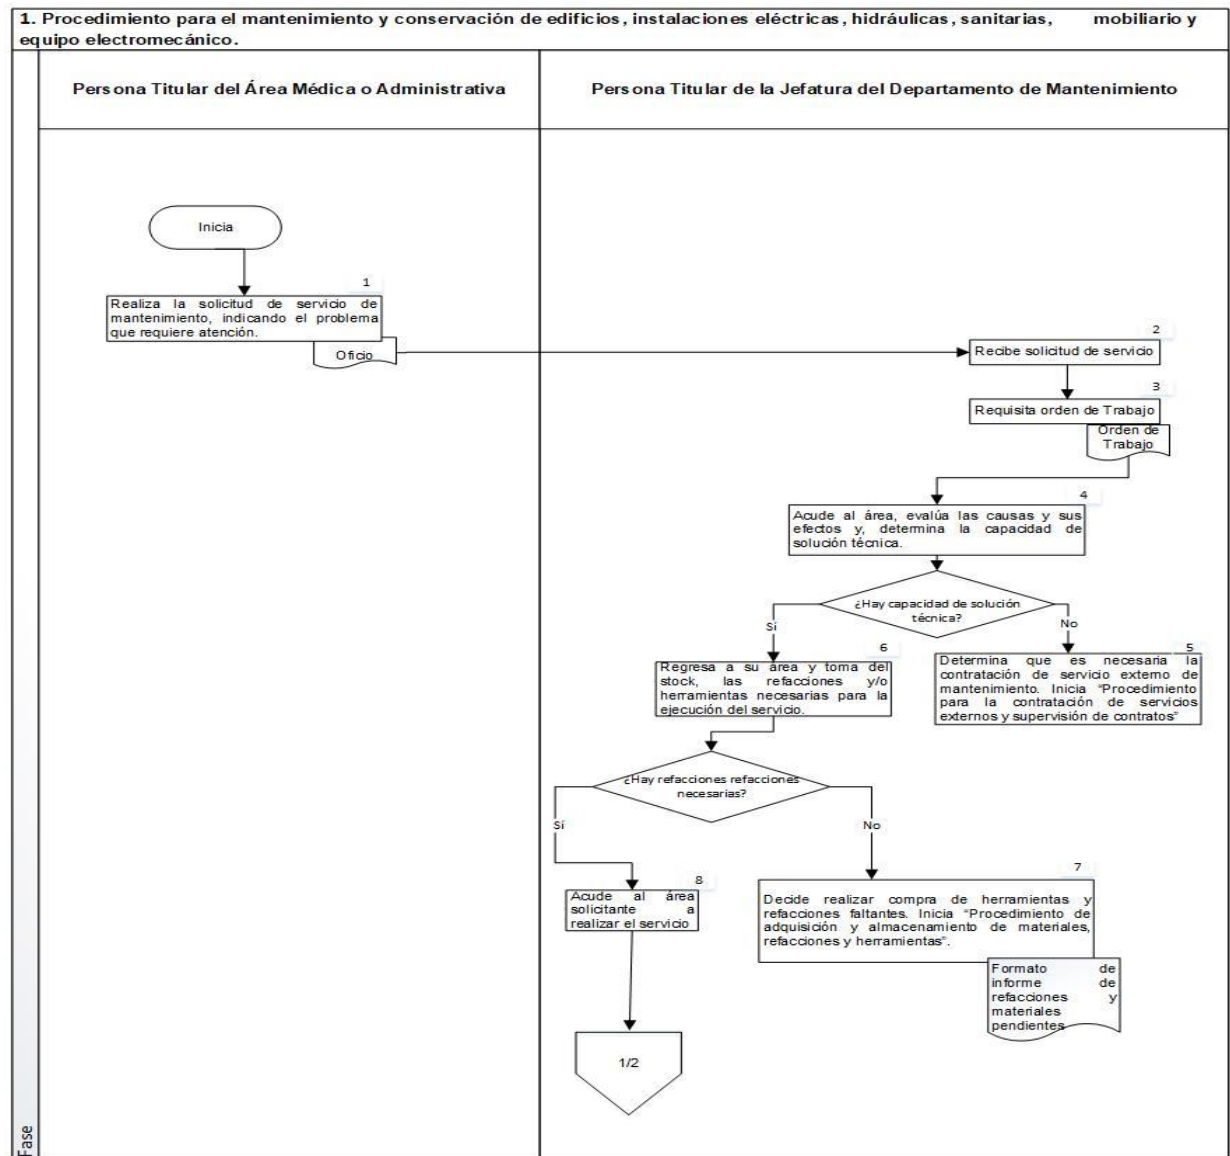 1. Procedimiento para el mantenimiento y conservación de edificios, instalaciones eléctricas, hidráulicas, sanitarias, mobiliario y
equipo electromecánico.
Persona Titular del Área Médica o Administrativa
Persona Titular de la Jefatura del Departamento de Mantenimiento
Inicia
1
Realiza la solicitud de servicio de
mantenimiento, indicando el problema
que requiere atención.
Oficio
2
Recibe solicitud de servicio
3
Requisita orden de Trabajo
Orden de
Trabajo
4
Acude al área, evalúa las causas y sus
efectos y, determina la capacidad de
solución técnica.
¿Hay capacidad de solución
técnica?
Sí
No
6
Regresa a su área y toma del
stock, las refacciones y/o
herramientas necesarias para la
ejecución del servicio.
5
Determina que es necesaria la
contratación de servicio externo de
mantenimiento. Inicia “Procedimiento
para la contratación de servicios
externos y supervisión de contratos”
¿Hay refacciones refacciones
necesarias?
Sí
No
8
Acude al área
solicitante a
realizar el servicio
7
Decide realizar compra de herramientas y
refacciones faltantes. Inicia “Procedimiento de
adquisición y almacenamiento de materiales,
refacciones y herramientas”.
Formato de
informe de
refacciones y
materiales
pendientes
1/2
Fase